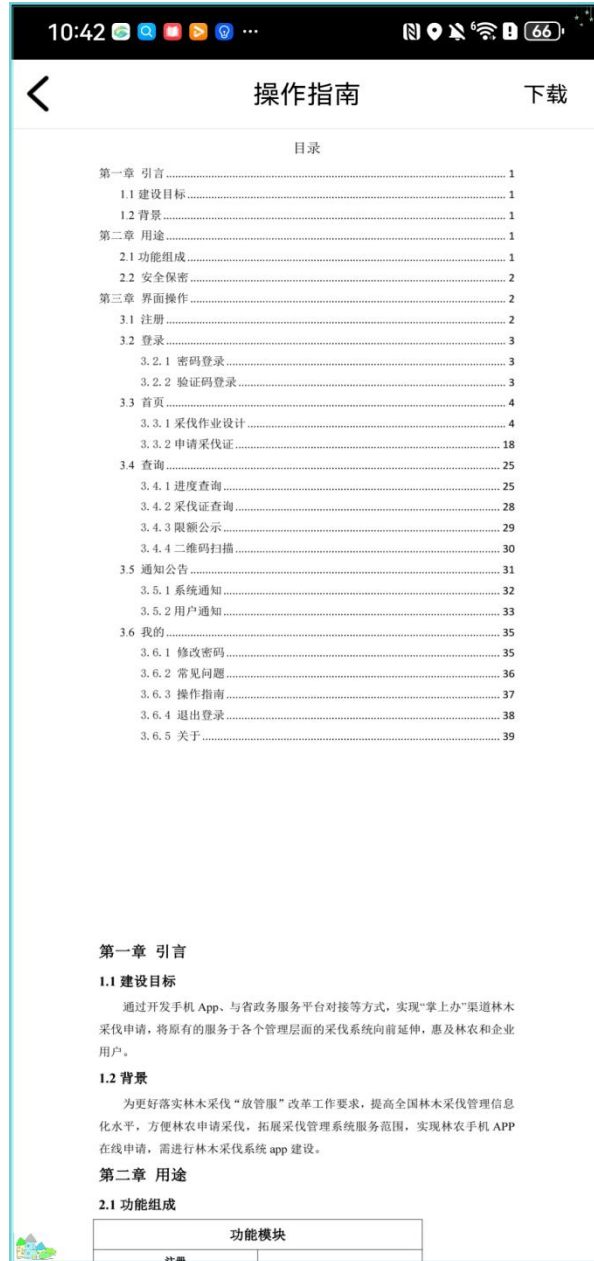 10:42 66
操作指南 下载
目录
第一章 引言 1
1.1 建设目标 1
1.2 背景 1
第二章 用途 1
2.1 功能组成 1
2.2 安全保密 2
第三章 界面操作 2
3.1 注册 2
3.2 登录 3
3.2.1 密码登录 3
3.2.2 验证码登录 3
3.3 首页 4
3.3.1 采伐作业设计 4
3.3.2 申请采伐证 18
3.4 查询 25
3.4.1 进度查询 25
3.4.2 采伐证查询 28
3.4.3 限额公示 29
3.4.4 二维码扫描 30
3.5 通知公告 31
3.5.1 系统通知 32
3.5.2 用户通知 33
3.6 我的 35
3.6.1 修改密码 35
3.6.2 常见问题 36
3.6.3 操作指南 37
3.6.4 退出登录 38
3.6.5 关于 39
第一章 引言
1.1 建设目标
通过开发手机 App、与省政务服务平台对接等方式，实现“掌上办”渠道林木
采伐申请，将原有的服务于各个管理层面的采伐系统向前延伸，惠及林农和企业
用户。
1.2 背景
为更好落实林木采伐“放管服”改革工作要求，提高全国林木采伐管理信息
化水平，方便林农申请采伐，拓展采伐管理系统服务范围，实现林农手机 APP
在线申请，需进行林木采伐系统 app 建设。
第二章 用途
2.1 功能组成
功能模块
注册